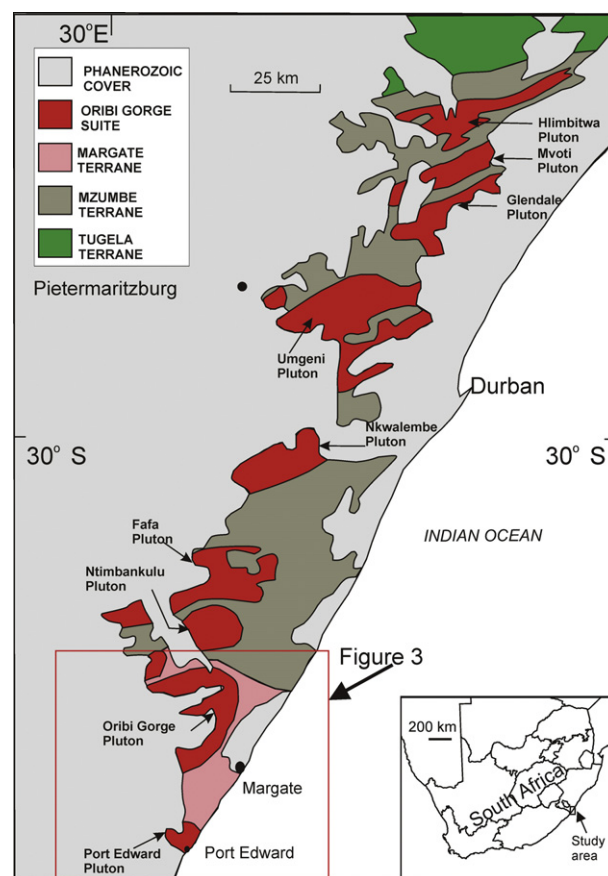 30° E
PHANEROZOIC
COVER
ORIBI GORGE
SUITE
MARGATE
TERRANE
MZUMBE
TERRANE
TUGELA
TERRANE
25 km
Hlimbitwa
Pluton
Mvoti
Pluton
Glendale
Pluton
Pietermaritzburg
Umgeni
Pluton
Durban
Nkwalembe
Pluton
30° S
30° S
Fafa
Pluton
INDIAN OCEAN
Ntimbankulu
Pluton
Figure 3
Oribi Gorge
Pluton
Margate
Port Edward
Pluton
Port Edward
200 km
South Africa
Study
area